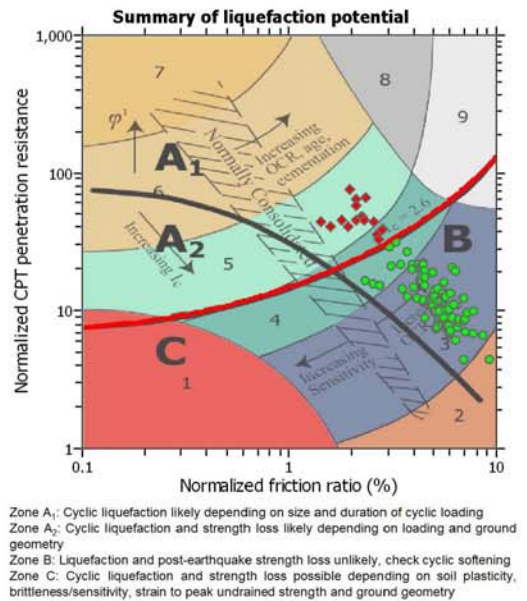 Summary of liquefaction potential
1,000
100
10
1
Normalized CPT penetration resistance
7
8
9
φ'
A1
Increasing
OCR, age,
cementation
Normally Consolidated
6
A2
Increasing Ic
5
= 2.6
B
4
C
1
Increasing
Sensitivity
3
2
0.1
1
10
Normalized friction ratio (%)
Zone A1: Cyclic liquefaction likely depending on size and duration of cyclic loading
Zone A2: Cyclic liquefaction and strength loss likely depending on loading and ground
geometry
Zone B: Liquefaction and post-earthquake strength loss unlikely, check cyclic softening
Zone C: Cyclic liquefaction and strength loss possible depending on soil plasticity,
brittleness/sensitivity, strain to peak undrained strength and ground geometry